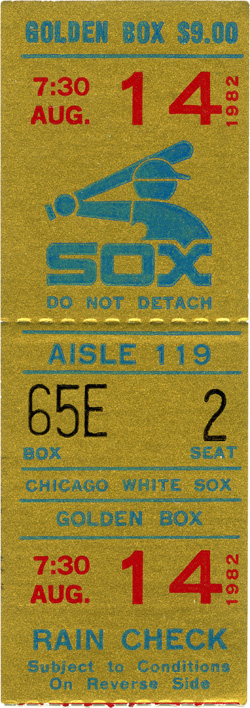 GOLDEN BOX $9.00
7:30 AUG. 14 1982
SOX
DO NOT DETACH
AISLE 119
65E 2
BOX SEAT
CHICAGO WHITE SOX
GOLDEN BOX
7:30 AUG. 14 1982
RAIN CHECK
Subject to Conditions
On Reverse Side